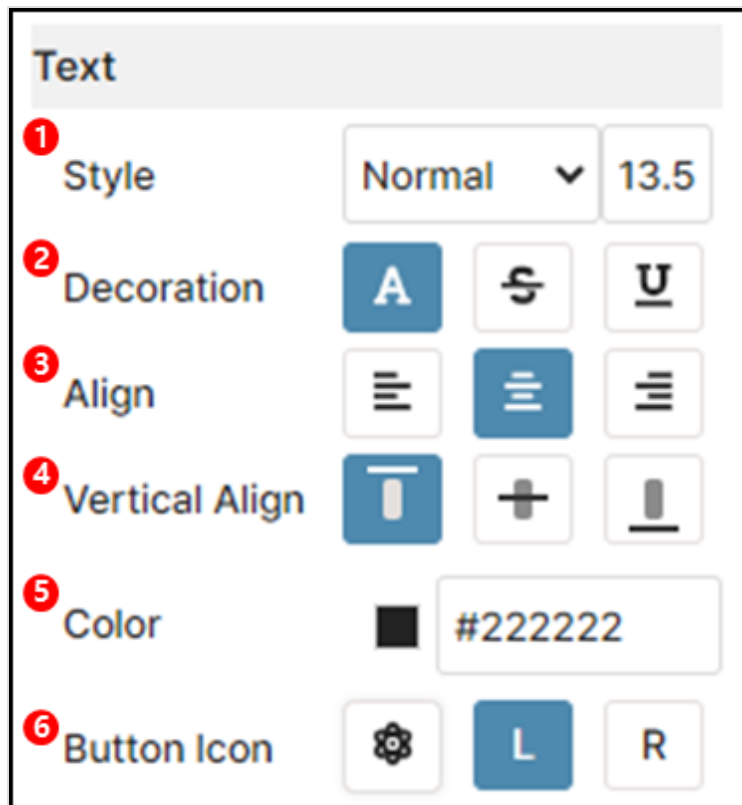 Text
1 Style Normal 13.5
2 Decoration A S U
3 Align
4 Vertical Align
5 Color #222222
6 Button Icon L R